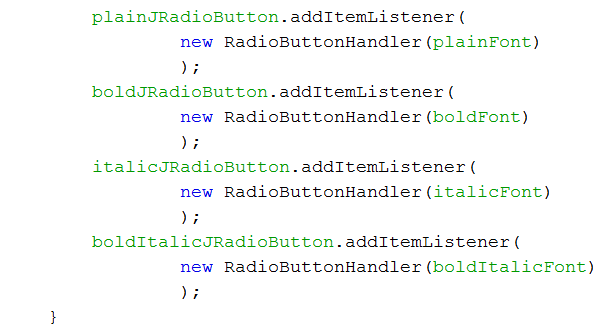 plainJRadioButton.addItemListener(
new RadioButtonHandler(plainFont)
);
boldJRadioButton.addItemListener(
new RadioButtonHandler(boldFont)
);
italicJRadioButton.addItemListener(
new RadioButtonHandler(italicFont)
);
boldItalicJRadioButton.addItemListener(
new RadioButtonHandler(boldItalicFont)
);
}